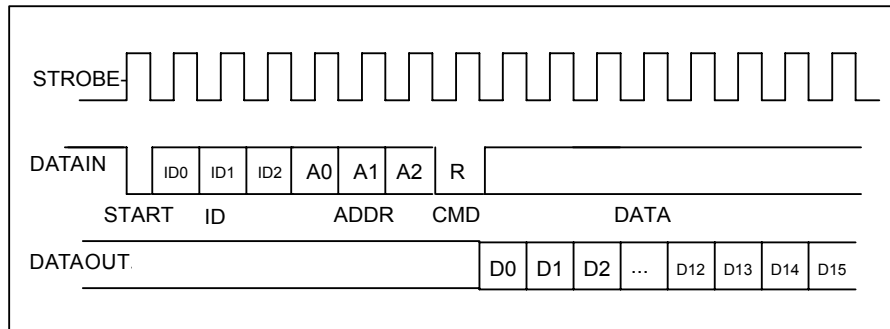 STROBE-
DATAIN
ID0 ID1 ID2 A0 A1 A2 R
START ID ADDR CMD DATA
DATAOUT.
D0 D1 D2 ... D12 D13 D14 D15